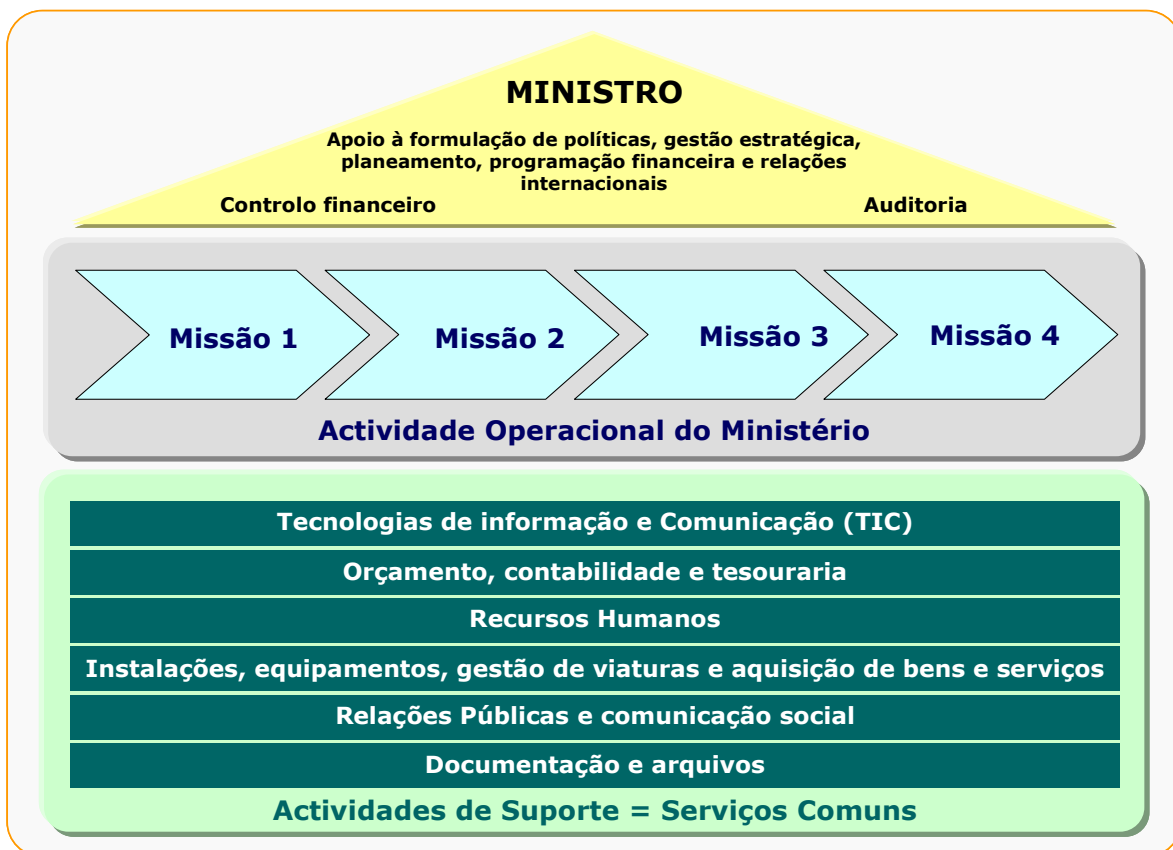 MINISTRO
Apoio à formulação de políticas, gestão estratégica,
planeamento, programação financeira e relações
internacionais
Controlo financeiro
Auditoria
Missão 1
Missão 2
Missão 3
Missão 4
Actividade Operacional do Ministério
Tecnologias de informação e Comunicação (TIC)
Orçamento, contabilidade e tesouraria
Recursos Humanos
Instalações, equipamentos, gestão de viaturas e aquisição de bens e serviços
Relações Públicas e comunicação social
Documentação e arquivos
Actividades de Suporte = Serviços Comuns